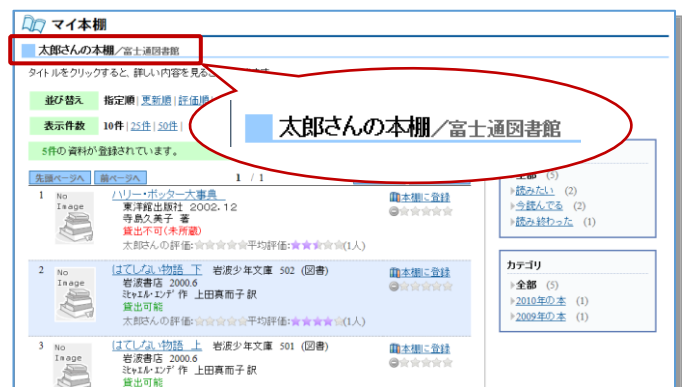 マイ本棚
太郎さんの本棚／富士通図書館
タイトルをクリックすると、詳しい内容を見る
太郎さんの本棚／富士通図書館
並び替え 指定順|更新順|評価順|
表示件数 10件|25件|50件|
5件の資料が登録されています。
先頭ページへ 前ページへ 1 / 1
全部 (5)
読みたい (2)
今読んでる (2)
読み終わった (1)
1 No Image ハリー・ポッター大事典
東洋館出版社 2002.12
寺島久美子 著
貸出不可(未所蔵)
太郎さんの評価:☆☆☆☆☆平均評価:★★★☆☆(1人)
本棚に登録
☆☆☆☆☆
カテゴリ
全部 (5)
2010年の本 (1)
2009年の本 (1)
2 No Image はてしない物語 下 岩波少年文庫 502 (図書)
岩波書店 2000.6
ミヒャエル・エンデ 作 上田真而子 訳
貸出可能
太郎さんの評価:☆☆☆☆☆平均評価:★★★★☆(1人)
本棚に登録
☆☆☆☆☆
3 No Image はてしない物語 上 岩波少年文庫 501 (図書)
岩波書店 2000.6
ミヒャエル・エンデ 作 上田真而子 訳
貸出可能
本棚に登録
☆☆☆☆☆